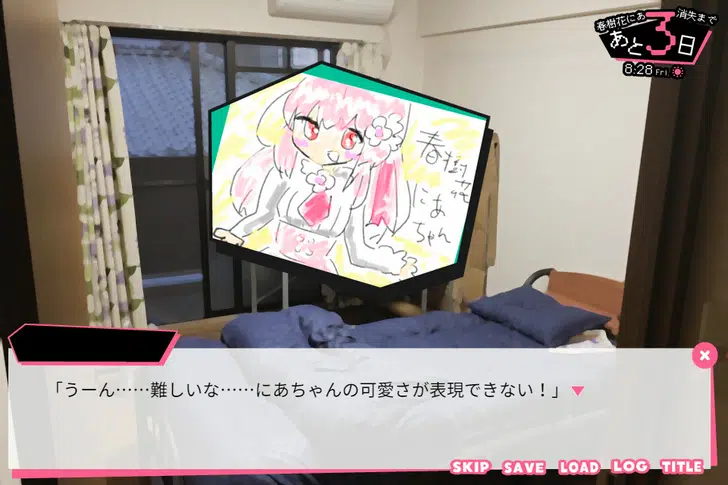 春樹花にあ
消失まで
あと3日
8:28 Fri.
春樹花
にあ
ちゃん
「うーん……難しいな……にあちゃんの可愛さが表現できない！」
SKIP SAVE LOAD LOG TITLE